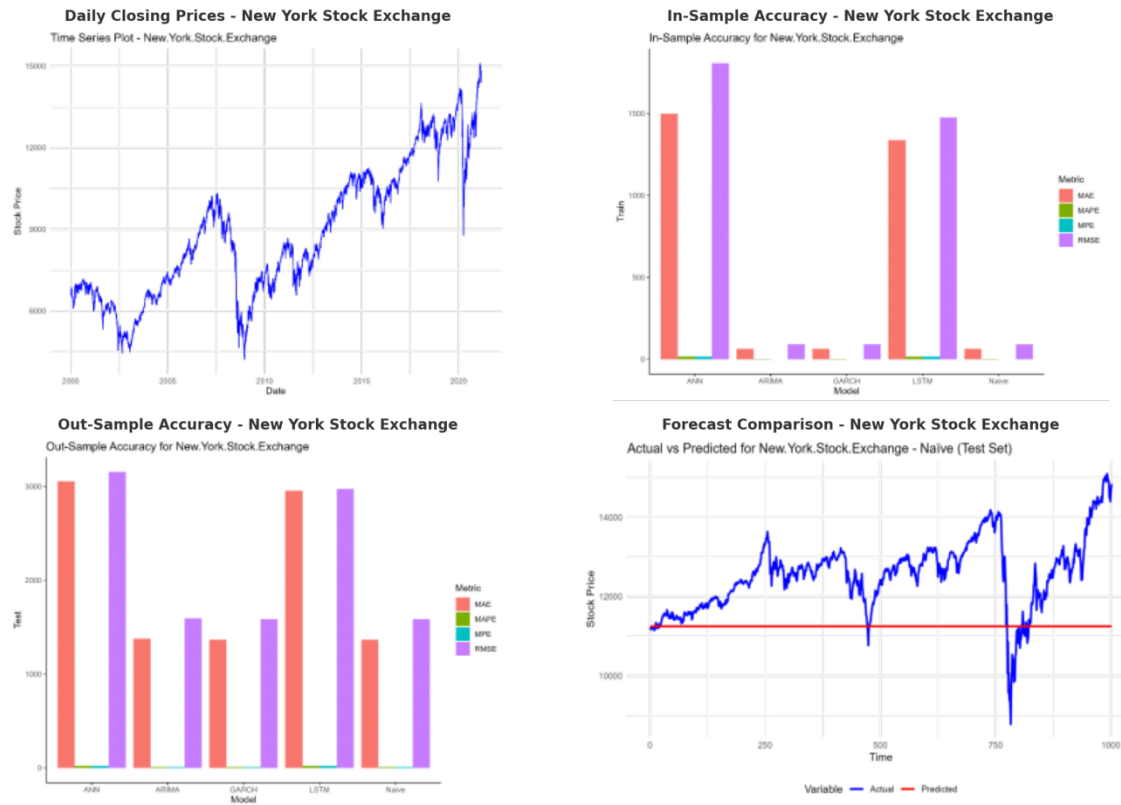 Daily Closing Prices - New York Stock Exchange
Time Series Plot - New.York.Stock.Exchange
15000
12000
9000
6000
Stock Price
2000 2005 2010 2015 2020
Date
In-Sample Accuracy - New York Stock Exchange
In-Sample Accuracy for New.York.Stock.Exchange
1500
1000
500
0
Train
ANN ARIMA GARCH LSTM Naive
Model
Metric
MAE
MAPE
MPE
RMSE
Out-Sample Accuracy - New York Stock Exchange
Out-Sample Accuracy for New.York.Stock.Exchange
3000
2000
1000
0
Test
ANN ARIMA GARCH LSTM Naive
Model
Metric
MAE
MAPE
MPE
RMSE
Forecast Comparison - New York Stock Exchange
Actual vs Predicted for New.York.Stock.Exchange - Naïve (Test Set)
14000
12000
10000
Stock Price
0 250 500 750 1000
Time
Variable Actual Predicted